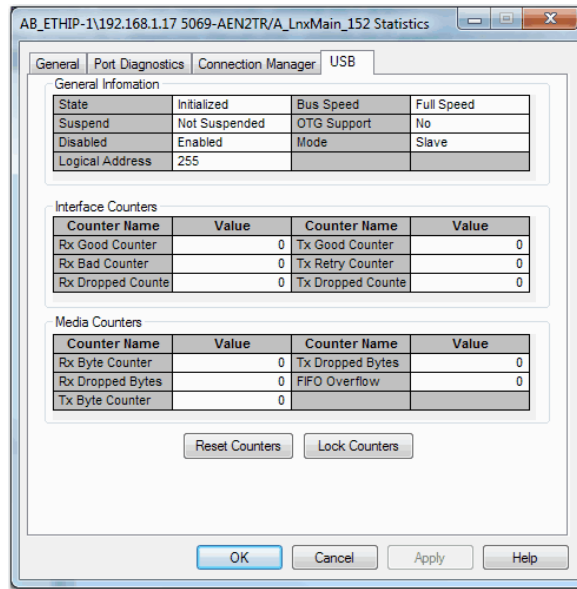 AB_ETHIP-1\192.168.1.17 5069-AEN2TR/A_LnxMain_152 Statistics
General Port Diagnostics Connection Manager USB
General Infomation
State Initialized Bus Speed Full Speed
Suspend Not Suspended OTG Support No
Disabled Enabled Mode Slave
Logical Address 255
Interface Counters
Counter Name Value Counter Name Value
Rx Good Counter 0 Tx Good Counter 0
Rx Bad Counter 0 Tx Retry Counter 0
Rx Dropped Counte 0 Tx Dropped Counte 0
Media Counters
Counter Name Value Counter Name Value
Rx Byte Counter 0 Tx Dropped Bytes 0
Rx Dropped Bytes 0 FIFO Overflow 0
Tx Byte Counter 0
Reset Counters Lock Counters
OK Cancel Apply Help